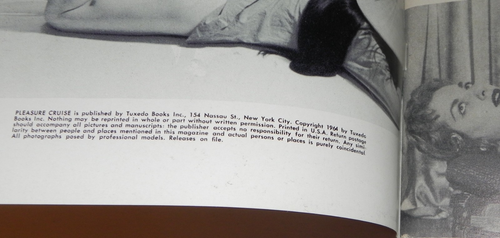 PLEASURE CRUISE is published by Tuxedo Books Inc., 154 Nassau St., New York City. Copyright 1964 by Tuxedo
Books Inc. Nothing may be reprinted in whole or part without written permission. Printed in U.S.A. Return postage
should accompany all pictures and manuscripts: the publisher accepts no responsibility for their return. Any simi-
larity between people and places mentioned in this magazine and actual persons or places is purely coincidental
All photographs posed by professional models. Releases on file.